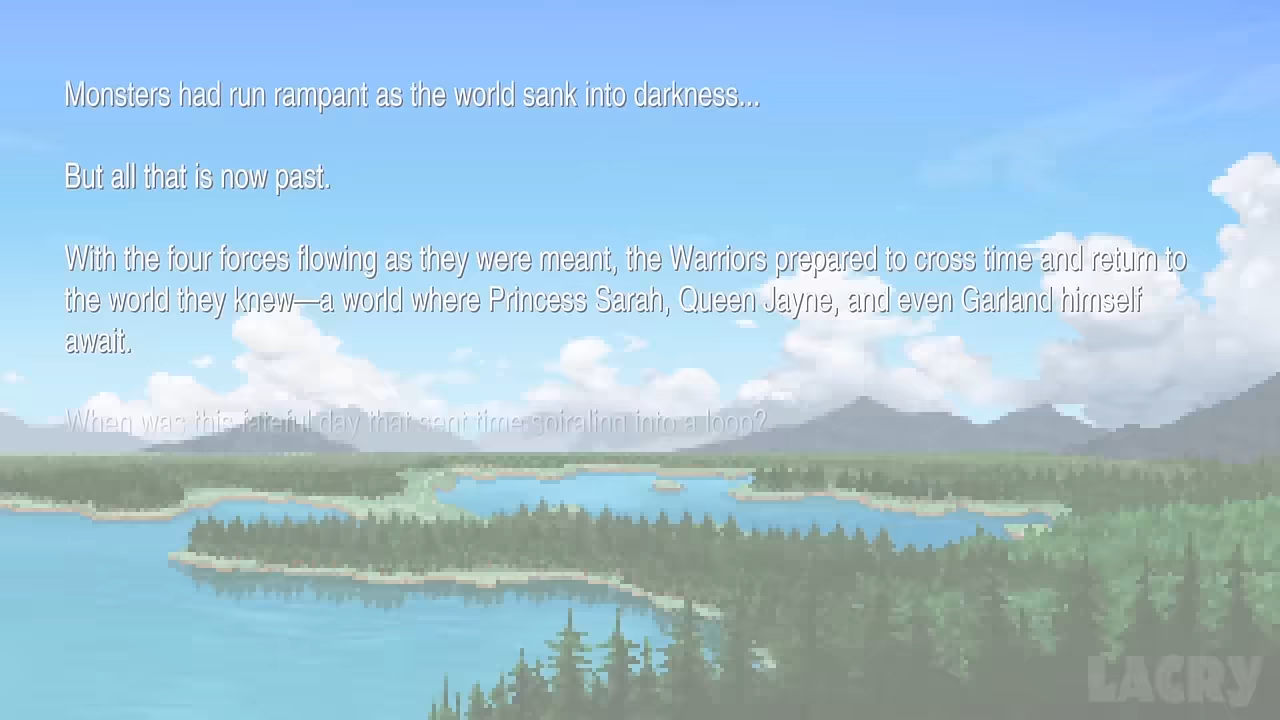 Monsters had run rampant as the world sank into darkness...
But all that is now past.
With the four forces flowing as they were meant, the Warriors prepared to cross time and return to
the world they knew—a world where Princess Sarah, Queen Jayne, and even Garland himself
await.
When was this fateful day that sent time spiraling into a loop?
LACRY